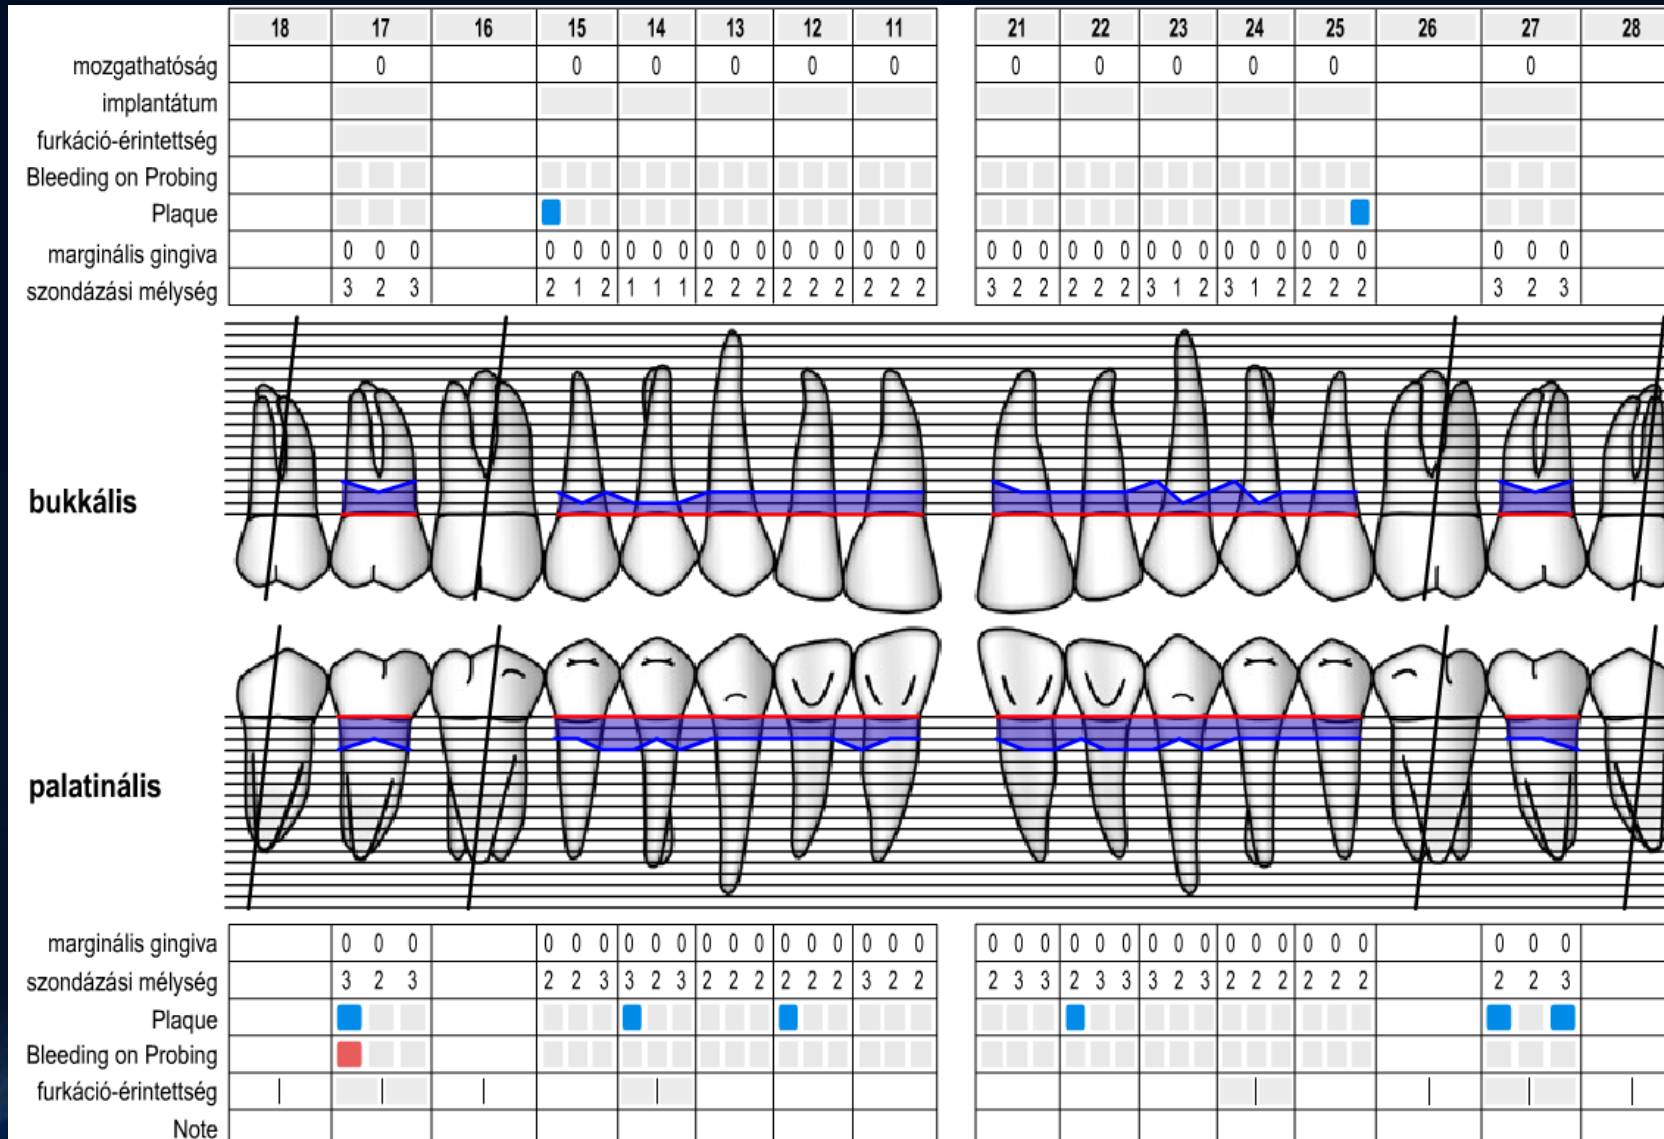 18 17 16 15 14 13 12 11 21 22 23 24 25 26 27 28
mozgathatóság 0 0 0 0 0 0 0 0 0 0 0 0
implantátum
furkáció-érintettség
Bleeding on Probing
Plaque
marginális gingiva 0 0 0 0 0 0 0 0 0 0 0 0 0 0 0 0 0 0 0 0 0 0 0 0 0 0 0 0 0 0 0 0 0 0 0 0
szondázási mélység 3 2 3 2 1 2 1 1 1 2 2 2 2 2 2 2 2 2 3 2 2 2 2 2 3 1 2 3 1 2 2 2 2 3 2 3
bukkális
palatinális
marginális gingiva 0 0 0 0 0 0 0 0 0 0 0 0 0 0 0 0 0 0 0 0 0 0 0 0 0 0 0 0 0 0 0 0 0 0 0 0
szondázási mélység 3 2 3 2 2 3 3 2 3 2 2 2 2 2 2 3 2 2 2 3 3 2 3 3 3 2 3 2 2 2 2 2 2 2 2 3
Plaque
Bleeding on Probing
furkáció-érintettség
Note